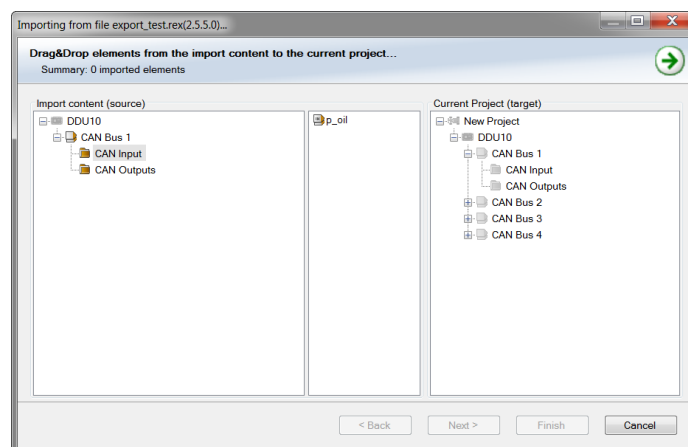 Importing from file export_test.rex(2.5.5.0)...
Drag&Drop elements from the import content to the current project...
Summary: 0 imported elements
Import content (source)
DDU10
CAN Bus 1
CAN Input
CAN Outputs
p_oil
Current Project (target)
New Project
DDU10
CAN Bus 1
CAN Input
CAN Outputs
CAN Bus 2
CAN Bus 3
CAN Bus 4
< Back
Next >
Finish
Cancel